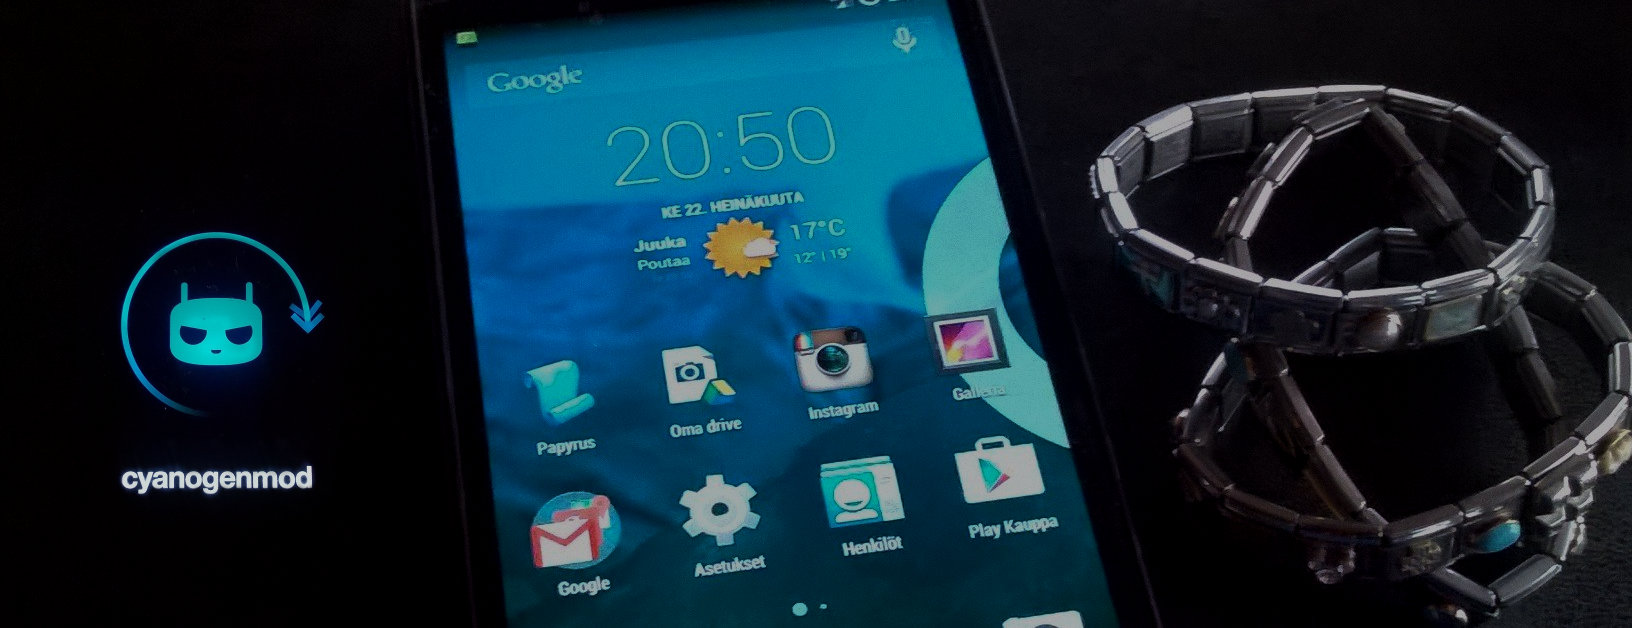 cyanogenmod
Google
20:50
KE 22. HEINÄKUUTA
Juuka
Poutaa
17°C
12° | 19°
Papyrus
Oma drive
Instagram
Galleria
Google
Asetukset
Henkilöt
Play Kauppa